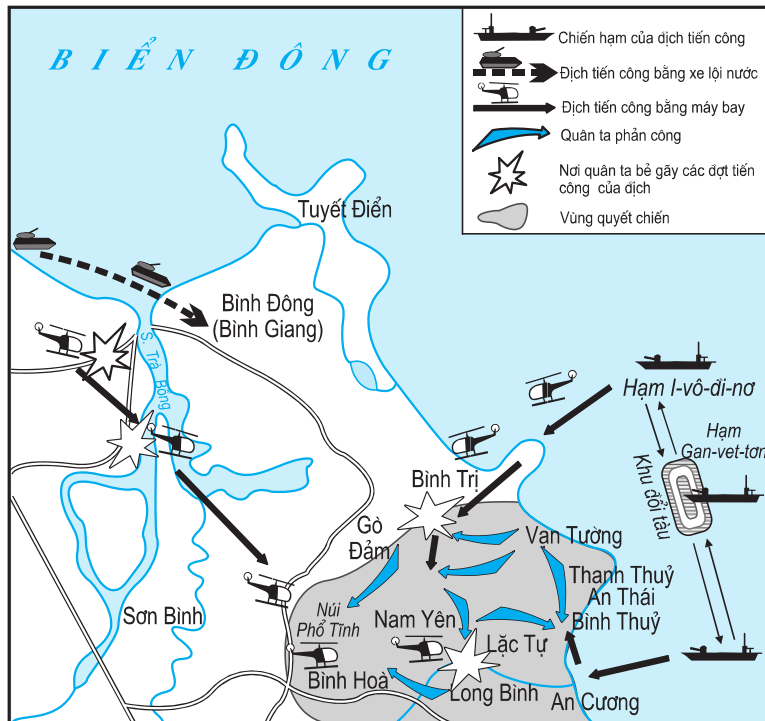 BIỂN ĐÔNG
Chiến hạm của địch tiến công
Địch tiến công bằng xe lội nước
Địch tiến công bằng máy bay
Quân ta phản công
Nơi quân ta bẻ gãy các đợt tiến
công của địch
Vùng quyết chiến
Tuyết Điển
Bình Đông
(Bình Giang)
S. Trà Bồng
Hạm I-vô-đi-nơ
Hạm
Gan-vet-tơn
Khu đổi tàu
Bình Trị
Gò
Đảm
Vạn Tường
Thanh Thuỷ
An Thái
Bình Thuỷ
Sơn Bình
Núi
Phổ Tĩnh
Nam Yên
Lặc Tự
Bình Hoà
Long Bình
An Cương